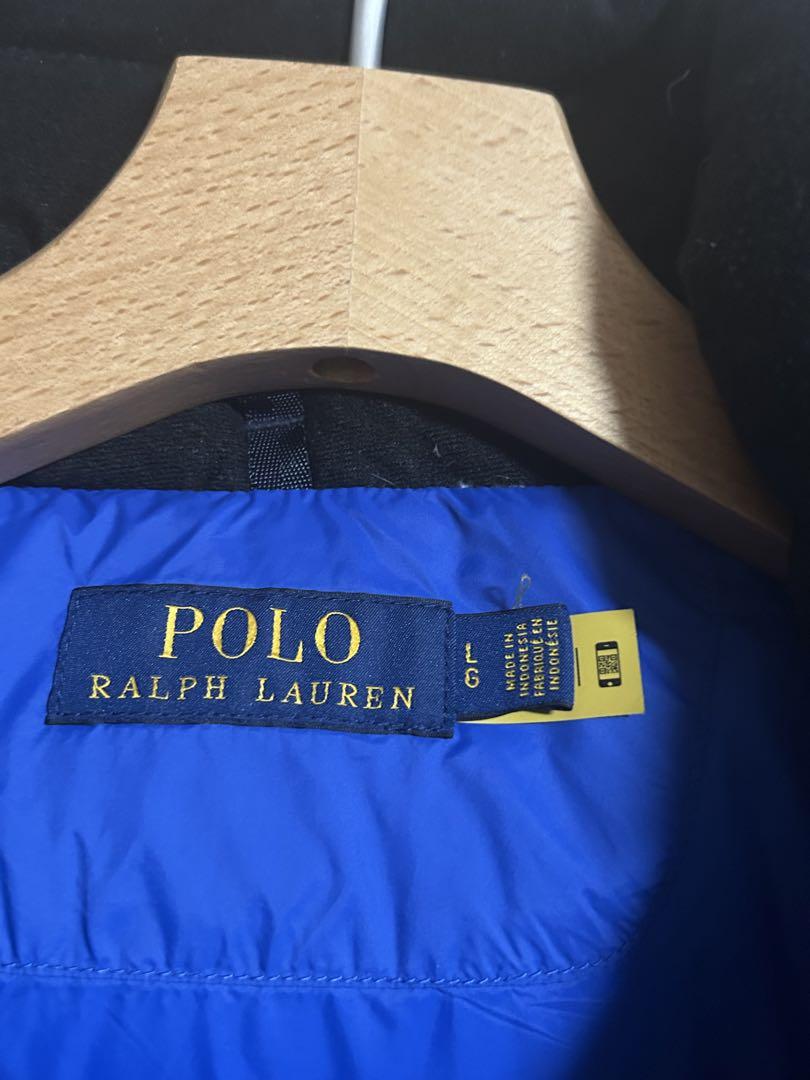 POLO
RALPH LAUREN
L
G
MADE IN
INDONESIA
FABRIQUÉ EN
INDONÉSIE